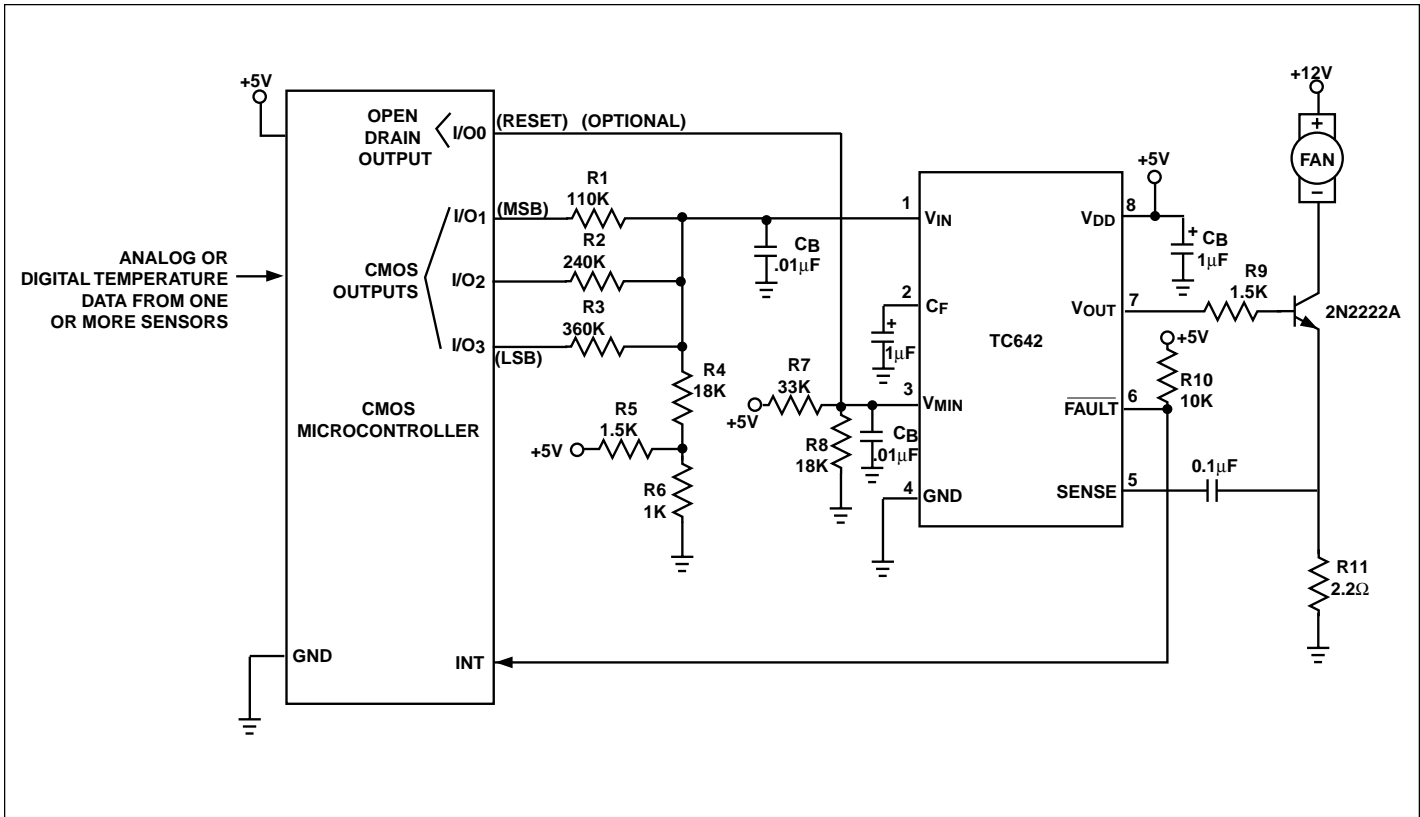 +5V
OPEN
DRAIN
OUTPUT
I/O0
(RESET) (OPTIONAL)
I/O1
(MSB)
R1
110K
I/O2
R2
240K
I/O3
(LSB)
R3
360K
CMOS
OUTPUTS
ANALOG OR
DIGITAL TEMPERATURE
DATA FROM ONE
OR MORE SENSORS
CMOS
MICROCONTROLLER
GND
INT
R4
18K
R5
1.5K
+5V
R6
1K
CB
.01µF
1
VIN
2
CF
+
1µF
R7
33K
+5V
3
VMIN
R8
18K
CB
.01µF
4
GND
TC642
+5V
VDD
8
+
CB
1µF
VOUT
7
R9
1.5K
2N2222A
+5V
R10
10K
FAULT
6
SENSE
5
0.1µF
+12V
+
FAN
−
R11
2.2Ω